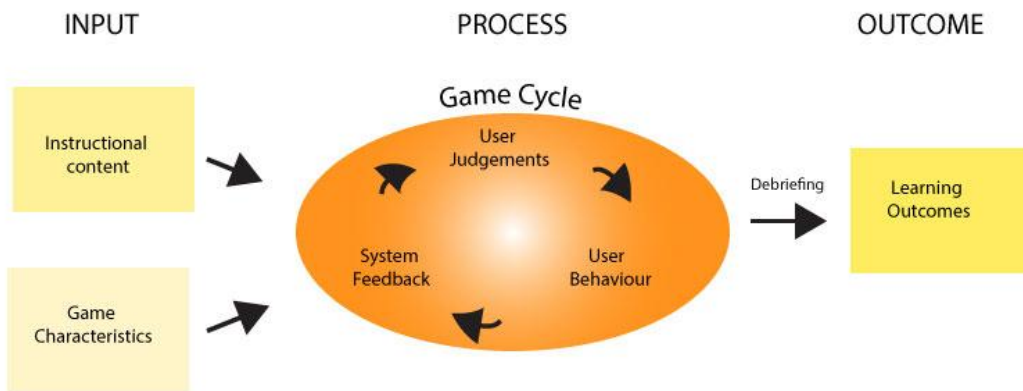 INPUT
PROCESS
OUTCOME
Game Cycle
Instructional
content
Game
Characteristics
User
Judgements
User
Behaviour
System
Feedback
Debriefing
Learning
Outcomes